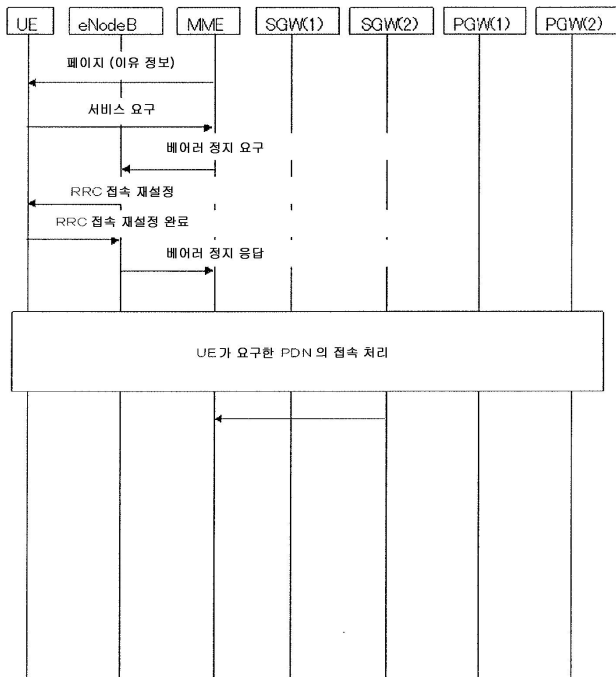 UE eNodeB MME SGW(1) SGW(2) PGW(1) PGW(2)
페이지 (이유 정보)
서비스 요구
베어러 정지 요구
RRC 접속 재설정
RRC 접속 재설정 완료
베어러 정지 응답
UE가 요구한 PDN 의 접속 처리